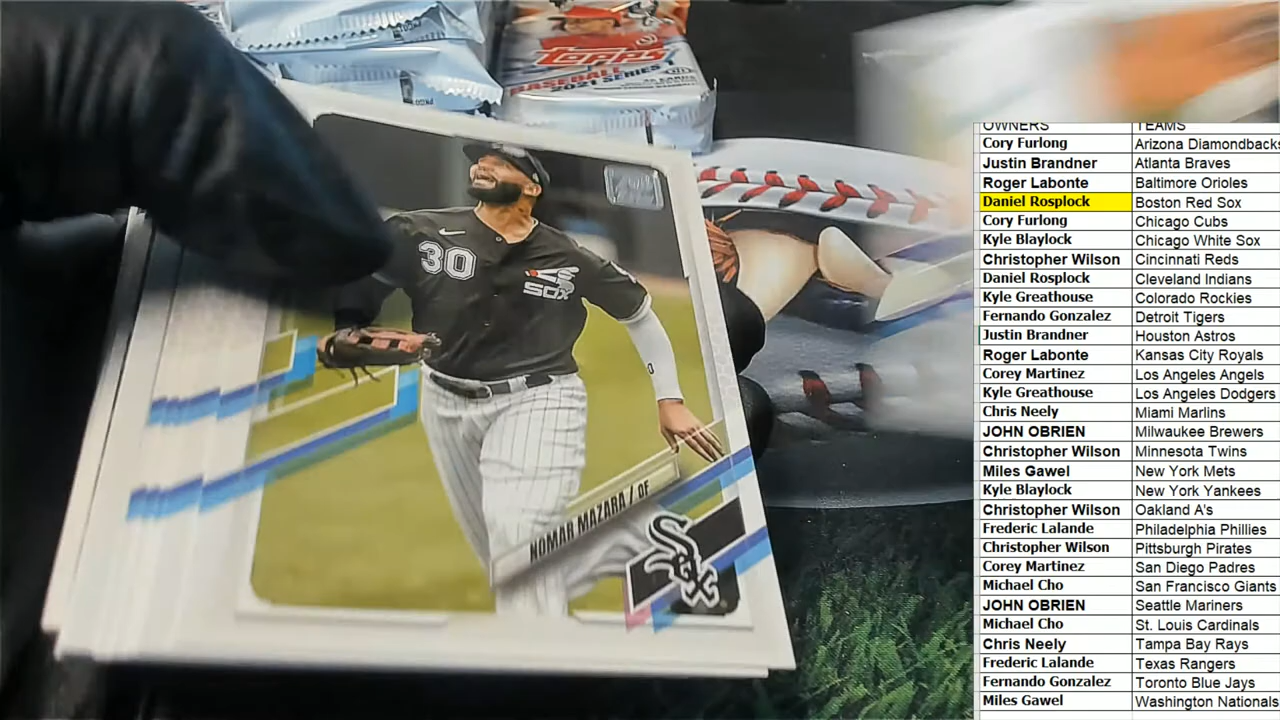 TOPPS
BASEBALL
2021 SERIES 1
30
SOX
NOMAR MAZARA / OF
SOX
OWNERS TEAMS
Cory Furlong Arizona Diamondbacks
Justin Brandner Atlanta Braves
Roger Labonte Baltimore Orioles
Daniel Rosplock Boston Red Sox
Cory Furlong Chicago Cubs
Kyle Blaylock Chicago White Sox
Christopher Wilson Cincinnati Reds
Daniel Rosplock Cleveland Indians
Kyle Greathouse Colorado Rockies
Fernando Gonzalez Detroit Tigers
Justin Brandner Houston Astros
Roger Labonte Kansas City Royals
Corey Martinez Los Angeles Angels
Kyle Greathouse Los Angeles Dodgers
Chris Neely Miami Marlins
JOHN OBRIEN Milwaukee Brewers
Christopher Wilson Minnesota Twins
Miles Gawel New York Mets
Kyle Blaylock New York Yankees
Christopher Wilson Oakland A's
Frederic Lalande Philadelphia Phillies
Christopher Wilson Pittsburgh Pirates
Corey Martinez San Diego Padres
Michael Cho San Francisco Giants
JOHN OBRIEN Seattle Mariners
Michael Cho St. Louis Cardinals
Chris Neely Tampa Bay Rays
Frederic Lalande Texas Rangers
Fernando Gonzalez Toronto Blue Jays
Miles Gawel Washington Nationals